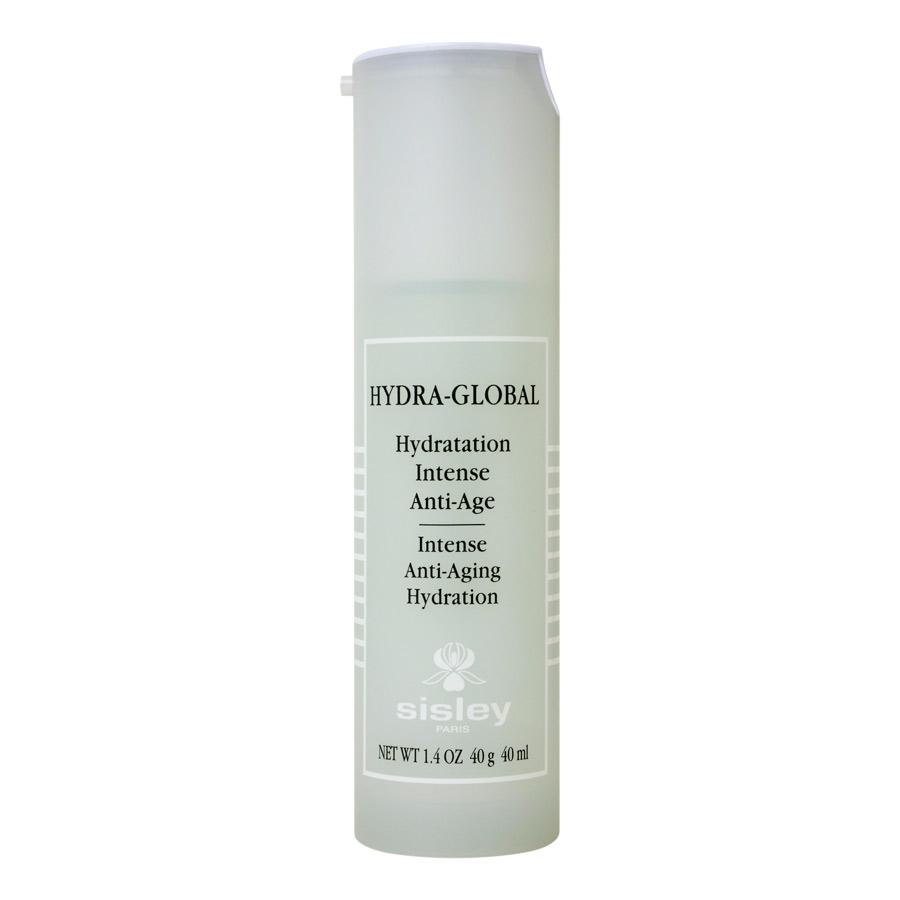 HYDRA-GLOBAL
Hydratation
Intense
Anti-Age
Intense
Anti-Aging
Hydration
sisley
PARIS
NET WT 1.4 OZ 40 g 40 ml